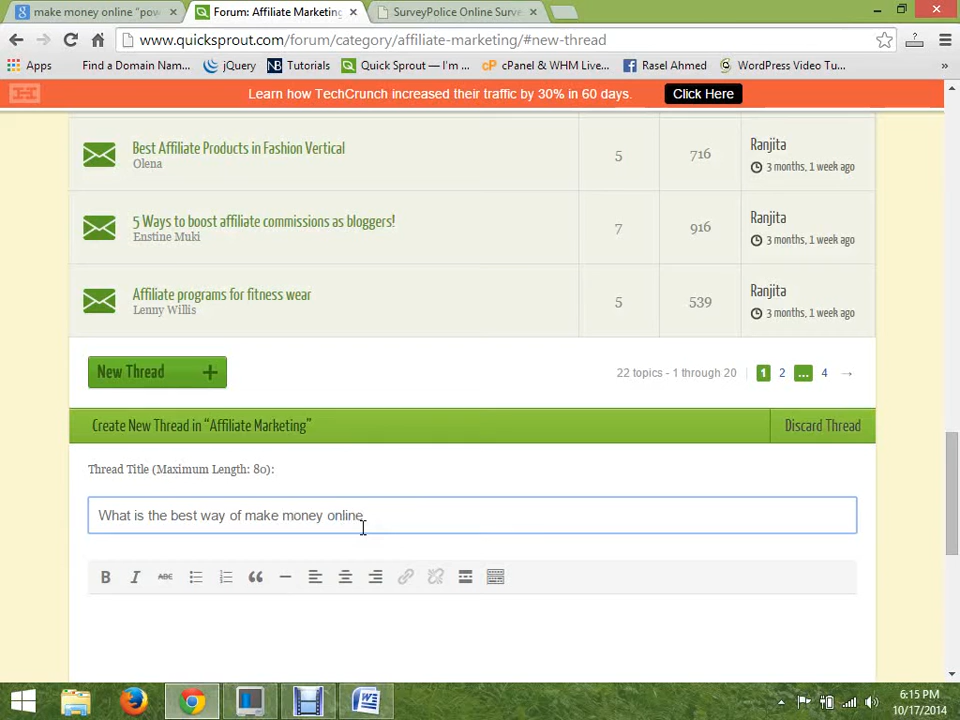 make money online "pow
Forum: Affiliate Marketing
SurveyPolice Online Surve
www.quicksprout.com/forum/category/affiliate-marketing/#new-thread
Apps Find a Domain Nam... jQuery Tutorials Quick Sprout — I'm ... cPanel & WHM Live... Rasel Ahmed WordPress Video Tu... »
Learn how TechCrunch increased their traffic by 30% in 60 days. Click Here
Best Affiliate Products in Fashion Vertical 5 716 Ranjita
Olena 3 months, 1 week ago
5 Ways to boost affiliate commissions as bloggers! 7 916 Ranjita
Enstine Muki 3 months, 1 week ago
Affiliate programs for fitness wear 5 539 Ranjita
Lenny Willis 3 months, 1 week ago
New Thread + 22 topics - 1 through 20 1 2 ... 4 →
Create New Thread in “Affiliate Marketing” Discard Thread
Thread Title (Maximum Length: 80):
What is the best way of make money online
B I ABC
6:15 PM
10/17/2014